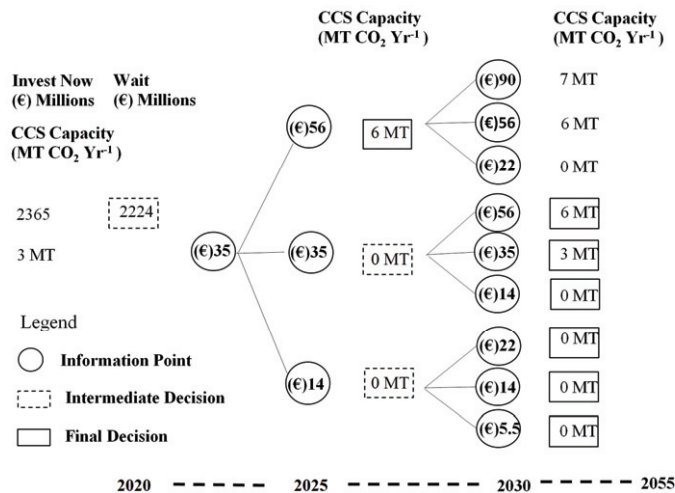 CCS Capacity
(MT CO₂ Yr⁻¹)
CCS Capacity
(MT CO₂ Yr⁻¹)
Invest Now Wait
(€) Millions (€) Millions
CCS Capacity
(MT CO₂ Yr⁻¹)
2365 2224
3 MT
(€)35
(€)56
(€)35
(€)14
6 MT
0 MT
0 MT
(€)90 7 MT
(€)56 6 MT
(€)22 0 MT
(€)56 6 MT
(€)35 3 MT
(€)14 0 MT
(€)22 0 MT
(€)14 0 MT
(€)5.5 0 MT
Legend
Information Point
Intermediate Decision
Final Decision
2020 2025 2030 2055